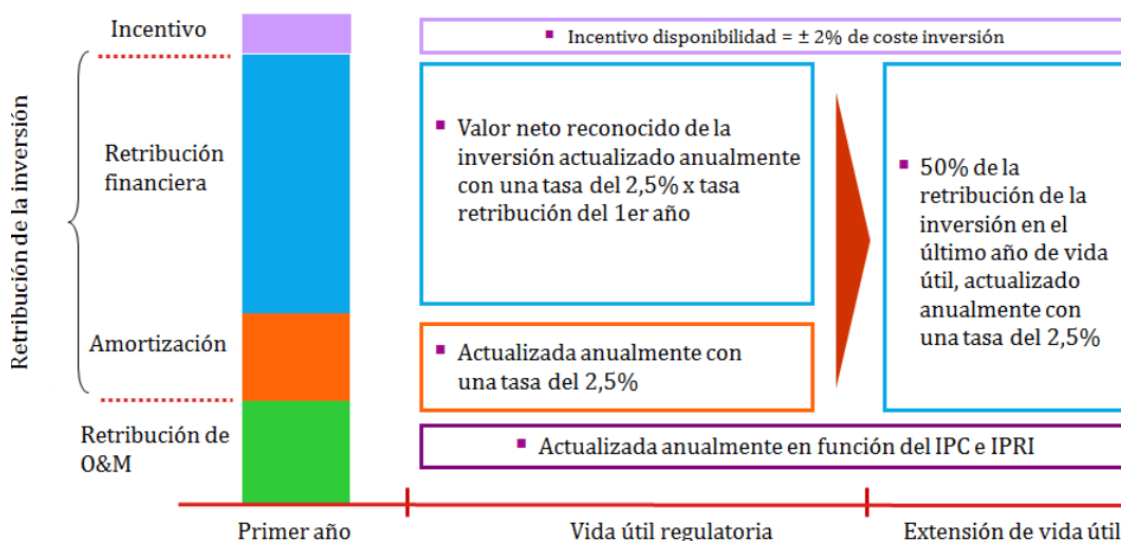 Incentivo
▪ Incentivo disponibilidad = ± 2% de coste inversión
Retribución de la inversión
Retribución
financiera
▪ Valor neto reconocido de la
inversión actualizado anualmente
con una tasa del 2,5% x tasa
retribución del 1er año
▪ 50% de la
retribución de la
inversión en el
último año de vida
útil, actualizado
anualmente con
una tasa del 2,5%
Amortización
▪ Actualizada anualmente con
una tasa del 2,5%
Retribución de
O&M
▪ Actualizada anualmente en función del IPC e IPRI
Primer año
Vida útil regulatoria
Extensión de vida útil